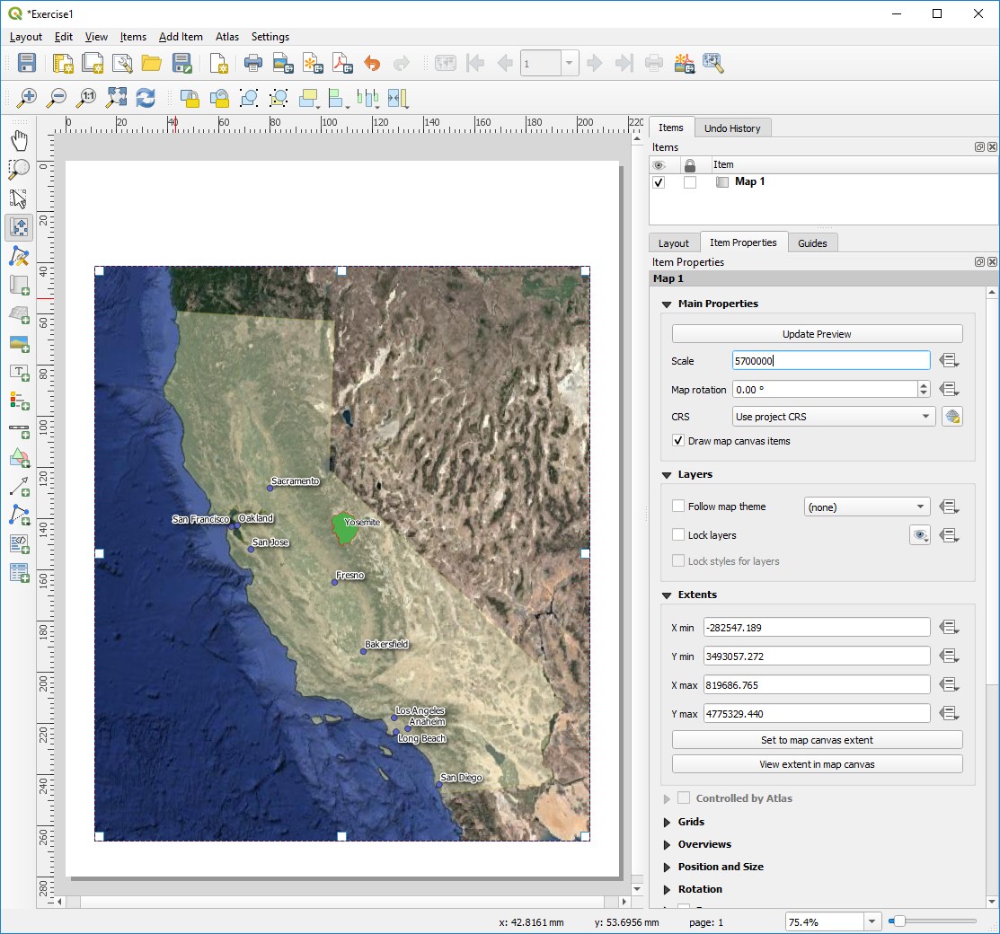 *Exercise1
Layout Edit View Items Add Item Atlas Settings
1
1:1
0 20 40 60 80 100 120 140 160 180 200 220
0
20
40
60
80
100
120
140
160
180
200
220
240
260
280
Sacramento
San Francisco Oakland
Yosemite
San Jose
Fresno
Bakersfield
Los Angeles
Anaheim
Long Beach
San Diego
Items Undo History
Items
Item
Map 1
Layout Item Properties Guides
Item Properties
Map 1
Main Properties
Update Preview
Scale 5700000
Map rotation 0.00 °
CRS Use project CRS
Draw map canvas items
Layers
Follow map theme (none)
Lock layers
Lock styles for layers
Extents
X min -282547.189
Y min 3493057.272
X max 819686.765
Y max 4775329.440
Set to map canvas extent
View extent in map canvas
Controlled by Atlas
Grids
Overviews
Position and Size
Rotation
x: 42.8161 mm y: 53.6956 mm page: 1 75.4%